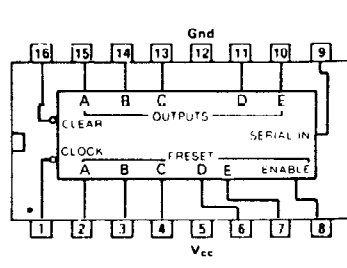 Gnd
16 15 14 13 12 11 10 9
A B C D E
OUTPUTS
CLEAR
SERIAL IN
CLOCK
PRESET
A B C D E ENABLE
1 2 3 4 5 6 7 8
Vcc